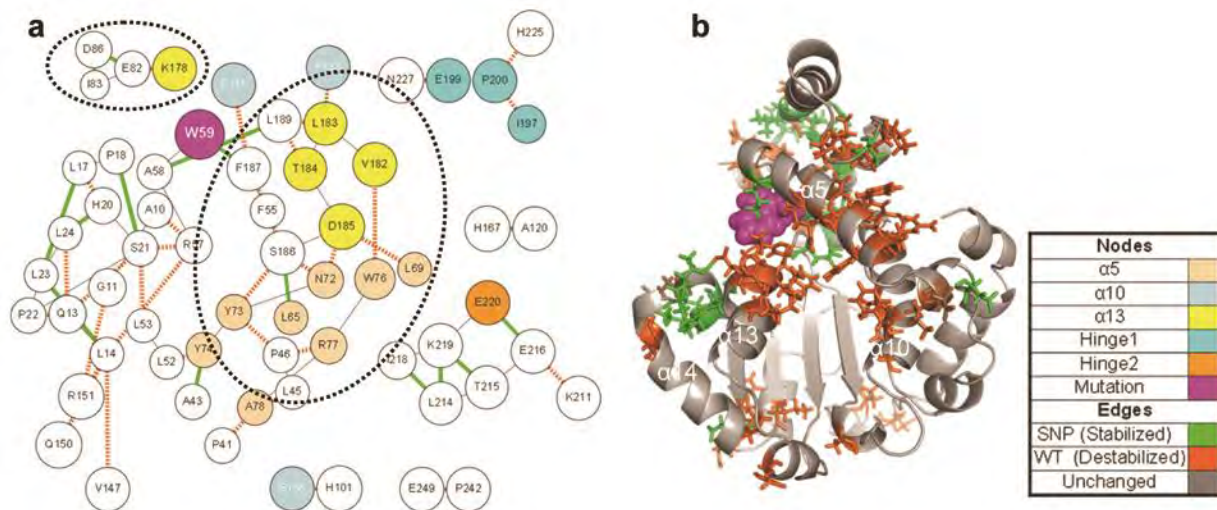 a
b
D86
E82
K178
I83
H225
N227
E199
P200
I197
W59
L189
L183
T184
V182
F187
P18
A58
L17
H20
A10
F55
D185
L24
S21
S186
N72
L69
W76
H167
A120
L23
G11
P22
Q13
L53
Y73
L65
E220
L14
L52
P46
R77
K219
E216
L45
A43
A78
L214
T215
K211
R151
P41
Q150
V147
H101
E249
P242
α5
α13
α10
α14
Nodes
α5
α10
α13
Hinge1
Hinge2
Mutation
Edges
SNP (Stabilized)
WT (Destabilized)
Unchanged